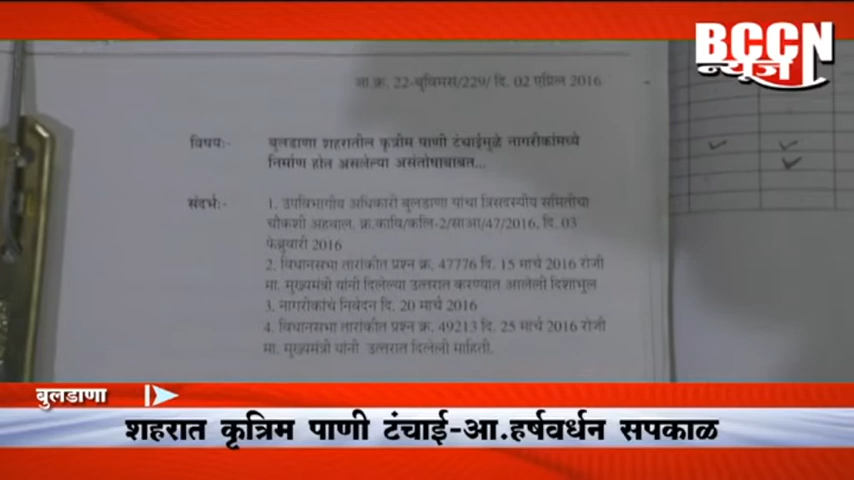 BCCN
न्यूज
आ.क्र. 22-बुविमस/229/ दि. 02 एप्रिल 2016
विषयः- बुलडाणा शहरातील कृत्रीम पाणी टंचाईमुळे नागरीकांमध्ये
निर्माण होत असलेल्या असंतोषाबाबत...
संदर्भः- 1. उपविभागीय अधिकारी बुलडाणा यांचा त्रिसदस्यीय समितीचा
चौकशी अहवाल, क्र.कावि/कलि-2/साआ/47/2016, दि. 03
फेब्रुवारी 2016
2. विधानसभा तारांकीत प्रश्न क्र. 47776 दि. 15 मार्च 2016 रोजी
मा. मुख्यमंत्री यांनी दिलेल्या उत्तरात करण्यात आलेली दिशाभुल
3. नागरीकांचे निवेदन दि. 20 मार्च 2016
4. विधानसभा तारांकीत प्रश्न क्र. 49213 दि. 25 मार्च 2016 रोजी
मा. मुख्यमंत्री यांनी उत्तरात दिलेली माहिती.
बुलडाणा
शहरात कृत्रिम पाणी टंचाई-आ.हर्षवर्धन सपकाळ